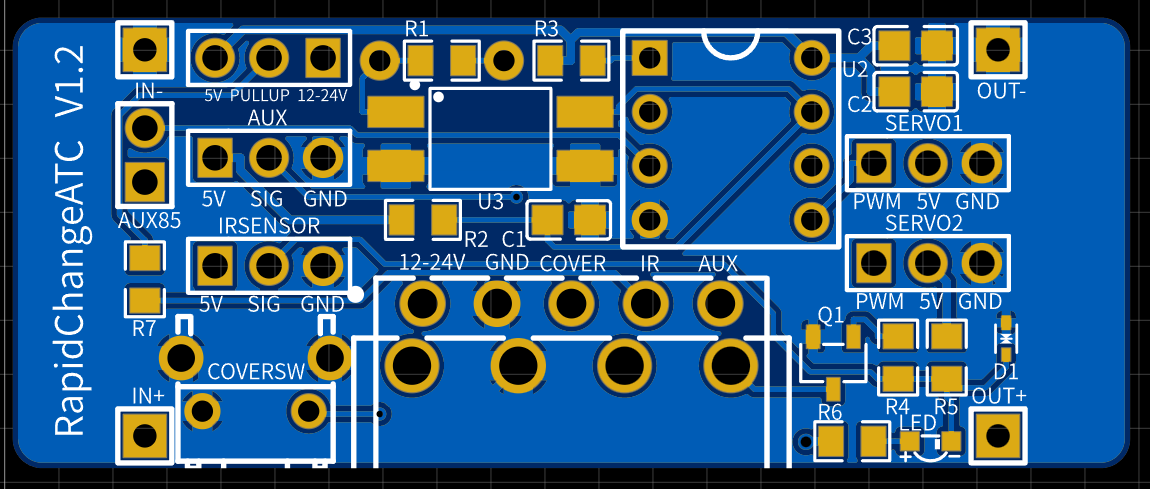 RapidChangeATC V1.2
IN-
5V PULLUP 12-24V
R1
R3
C3
U2
C2
OUT-
AUX
5V SIG GND
AUX85
U3
SERVO1
PWM 5V GND
IRSENSOR
5V SIG GND
R2 C1
SERVO2
PWM 5V GND
12-24V GND COVER IR AUX
R7
COVERSW
IN+
Q1
D1
R6
R4
R5
OUT+
LED
+ -